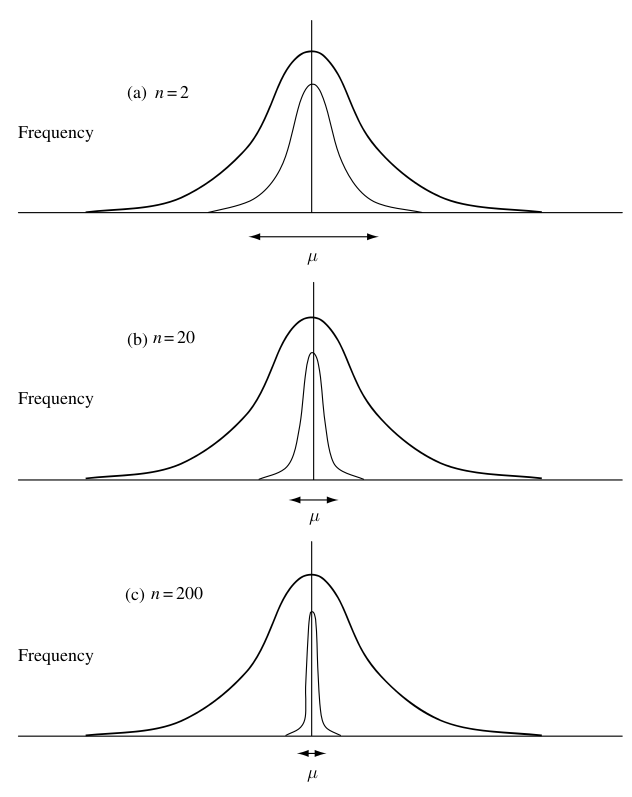 (a) n = 2
Frequency
μ
(b) n = 20
Frequency
μ
(c) n = 200
Frequency
μ